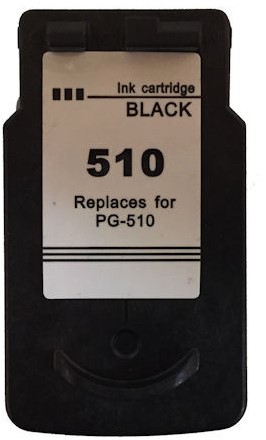 Ink cartridge
BLACK
510
Replaces for
PG-510